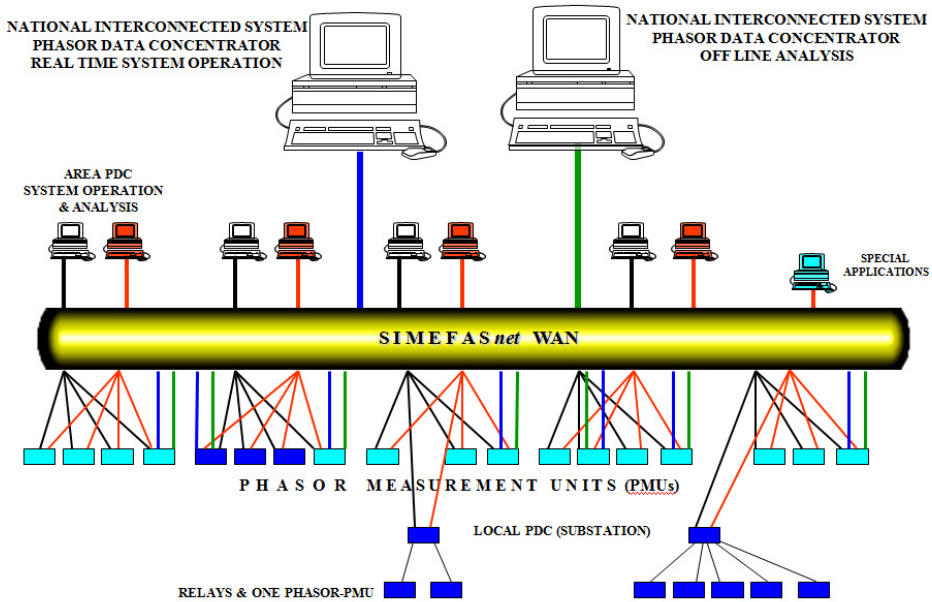 NATIONAL INTERCONNECTED SYSTEM
PHASOR DATA CONCENTRATOR
REAL TIME SYSTEM OPERATION
NATIONAL INTERCONNECTED SYSTEM
PHASOR DATA CONCENTRATOR
OFF LINE ANALYSIS
AREA PDC
SYSTEM OPERATION
& ANALYSIS
SPECIAL
APPLICATIONS
SIMEFASnet WAN
PHASOR MEASUREMENT UNITS (PMUs)
LOCAL PDC (SUBSTATION)
RELAYS & ONE PHASOR-PMU